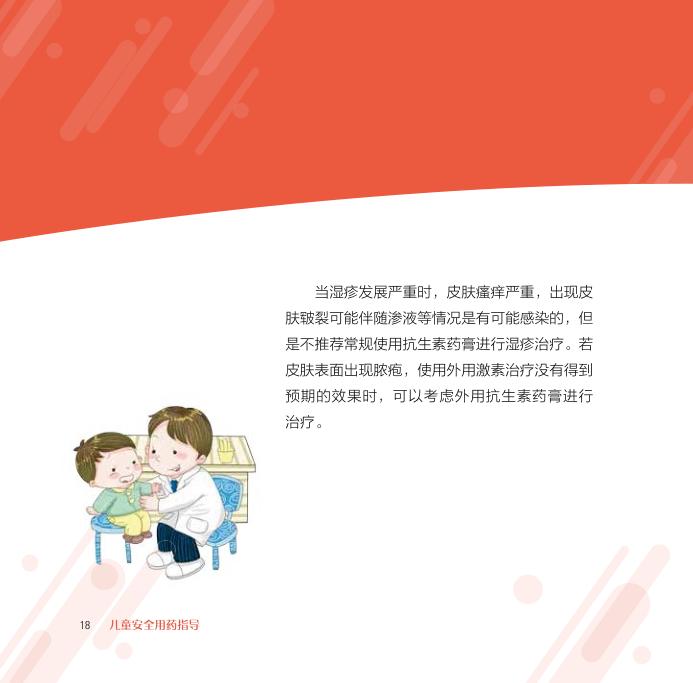 当湿疹发展严重时，皮肤瘙痒严重，出现皮
肤皲裂可能伴随渗液等情况是有可能感染的，但
是不推荐常规使用抗生素药膏进行湿疹治疗。若
皮肤表面出现脓疱，使用外用激素治疗没有得到
预期的效果时，可以考虑外用抗生素药膏进行
治疗。
18 儿童安全用药指导